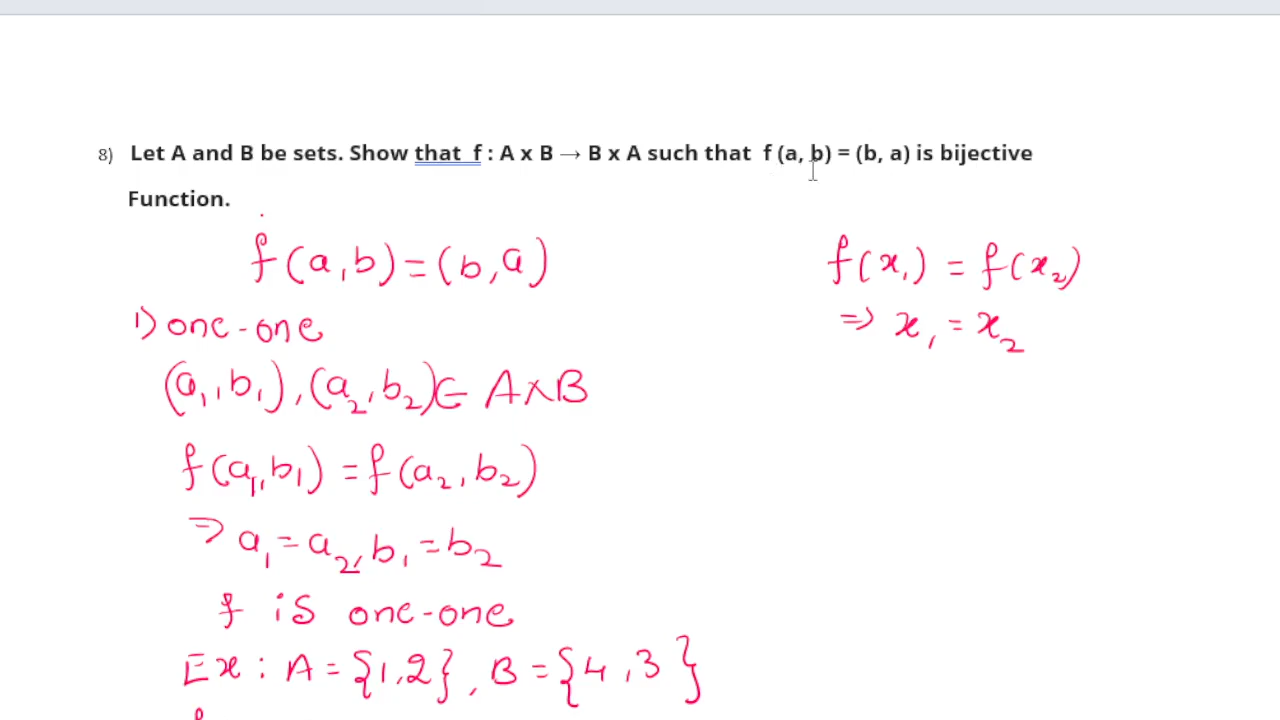 8) Let A and B be sets. Show that f : A x B → B x A such that f (a, b) = (b, a) is bijective
Function.
f(a,b)=(b,a)
f(x₁) = f(x₂)
1) one-one
⇒ x₁ = x₂
(a₁,b₁),(a₂,b₂)∈ A×B
f(a₁,b₁) = f(a₂,b₂)
⇒ a₁=a₂, b₁=b₂
f is one-one
Ex : A = {1,2}, B = {4,3}